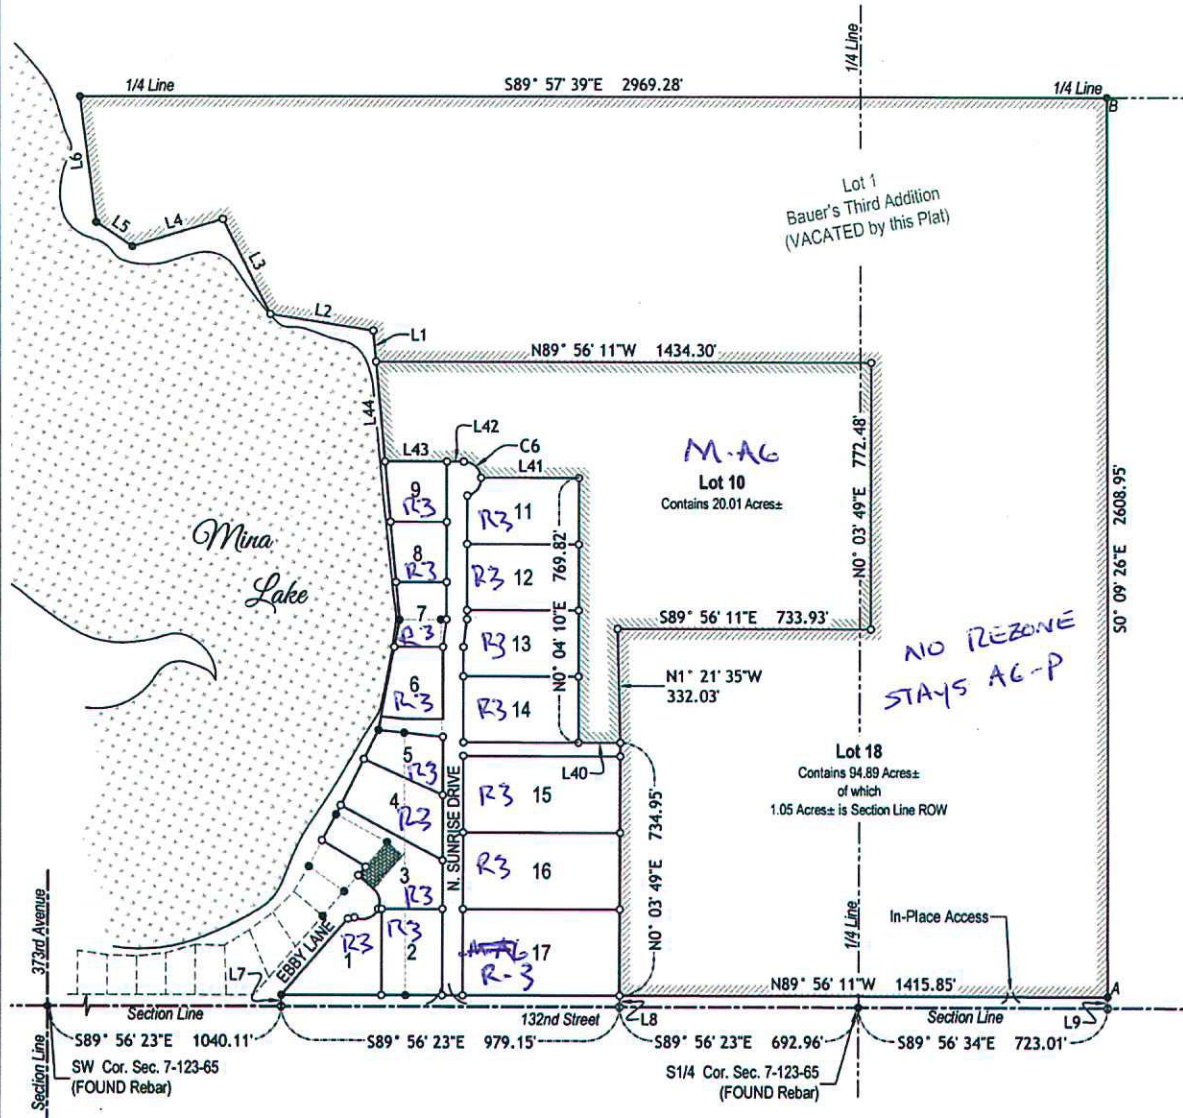 1/4 Line
1/4 Line
S89° 57' 39"E 2969.28'
1/4 Line
B
L6
L5
L4
L3
L2
L1
Lot 1
Bauer's Third Addition
(VACATED by this Plat)
N89° 56' 11"W 1434.30'
L44
L43
L42
C6
L41
M-AG
Lot 10
Contains 20.01 Acres±
N0° 03' 49"E 772.48'
S0° 09' 26"E 2608.95'
Mina
Lake
9
R3
8
R3
7
R3
6
R3
5
R3
4
R3
3
R3
R3
2
R3
1
R3 11
R3 12
R3 13
R3 14
R3 15
R3 16
M-AG 17
R-3
N0° 04' 10"E 769.82'
S89° 56' 11"E 733.93'
N1° 21' 35"W
332.03'
NO REZONE
STAYS AG-P
L40
Lot 18
Contains 94.89 Acres±
of which
1.05 Acres± is Section Line ROW
N. SUNRISE DRIVE
N0° 03' 49"E 734.95'
EBBY LANE
L7
373rd Avenue
1/4 Line
In-Place Access
N89° 56' 11"W 1415.85'
A
Section Line
132nd Street
L8
Section Line
L9
S89° 56' 23"E 1040.11'
S89° 56' 23"E 979.15'
S89° 56' 23"E 692.96'
S89° 56' 34"E 723.01'
Section Line
SW Cor. Sec. 7-123-65
(FOUND Rebar)
S1/4 Cor. Sec. 7-123-65
(FOUND Rebar)